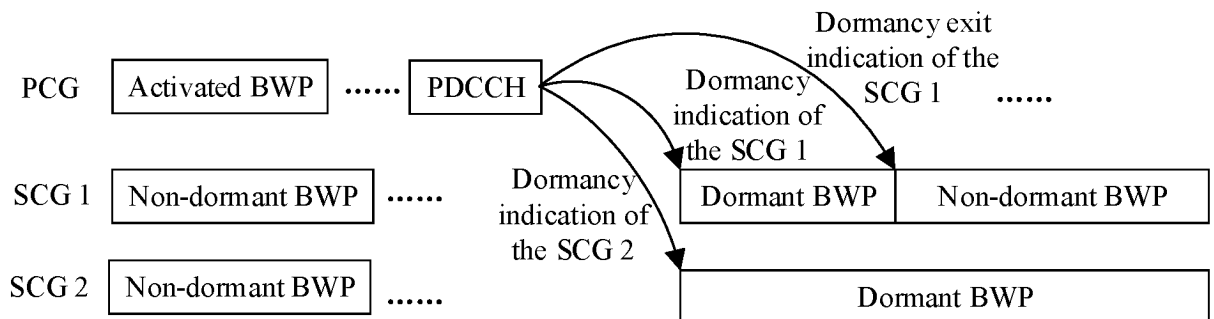 Dormancy exit
indication of the
SCG 1
PCG
Activated BWP
......
PDCCH
Dormancy
indication of
the SCG 1
......
SCG 1
Non-dormant BWP
......
Dormancy
indication of
the SCG 2
Dormant BWP
Non-dormant BWP
SCG 2
Non-dormant BWP
......
Dormant BWP